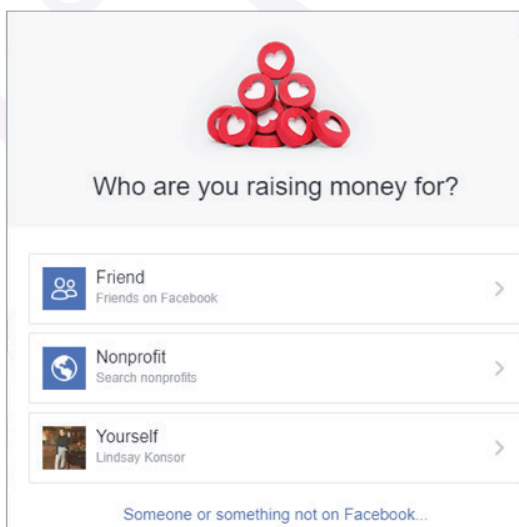 Who are you raising money for?
Friend
Friends on Facebook
Nonprofit
Search nonprofits
Yourself
Lindsay Konsor
Someone or something not on Facebook...